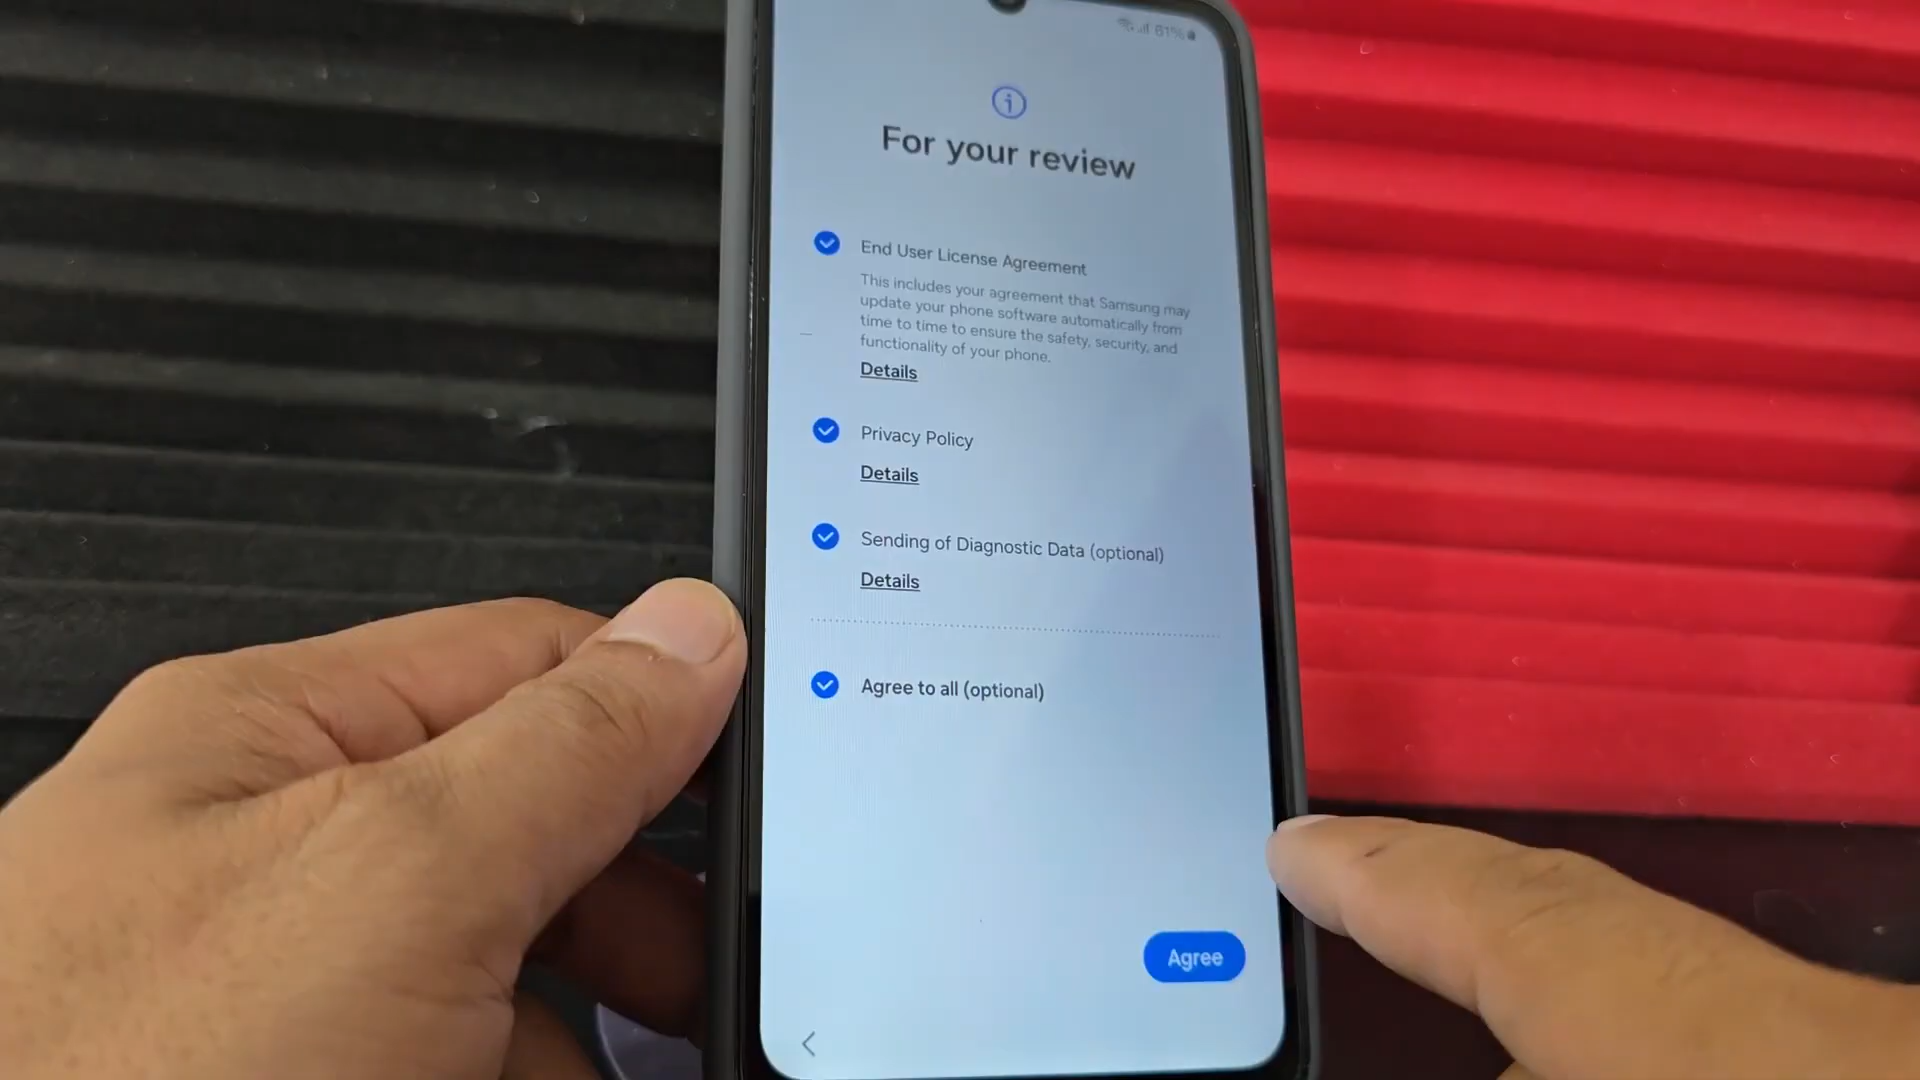 61%
For your review
End User License Agreement
This includes your agreement that Samsung may
update your phone software automatically from
time to time to ensure the safety, security, and
functionality of your phone.
Details
Privacy Policy
Details
Sending of Diagnostic Data (optional)
Details
Agree to all (optional)
Agree